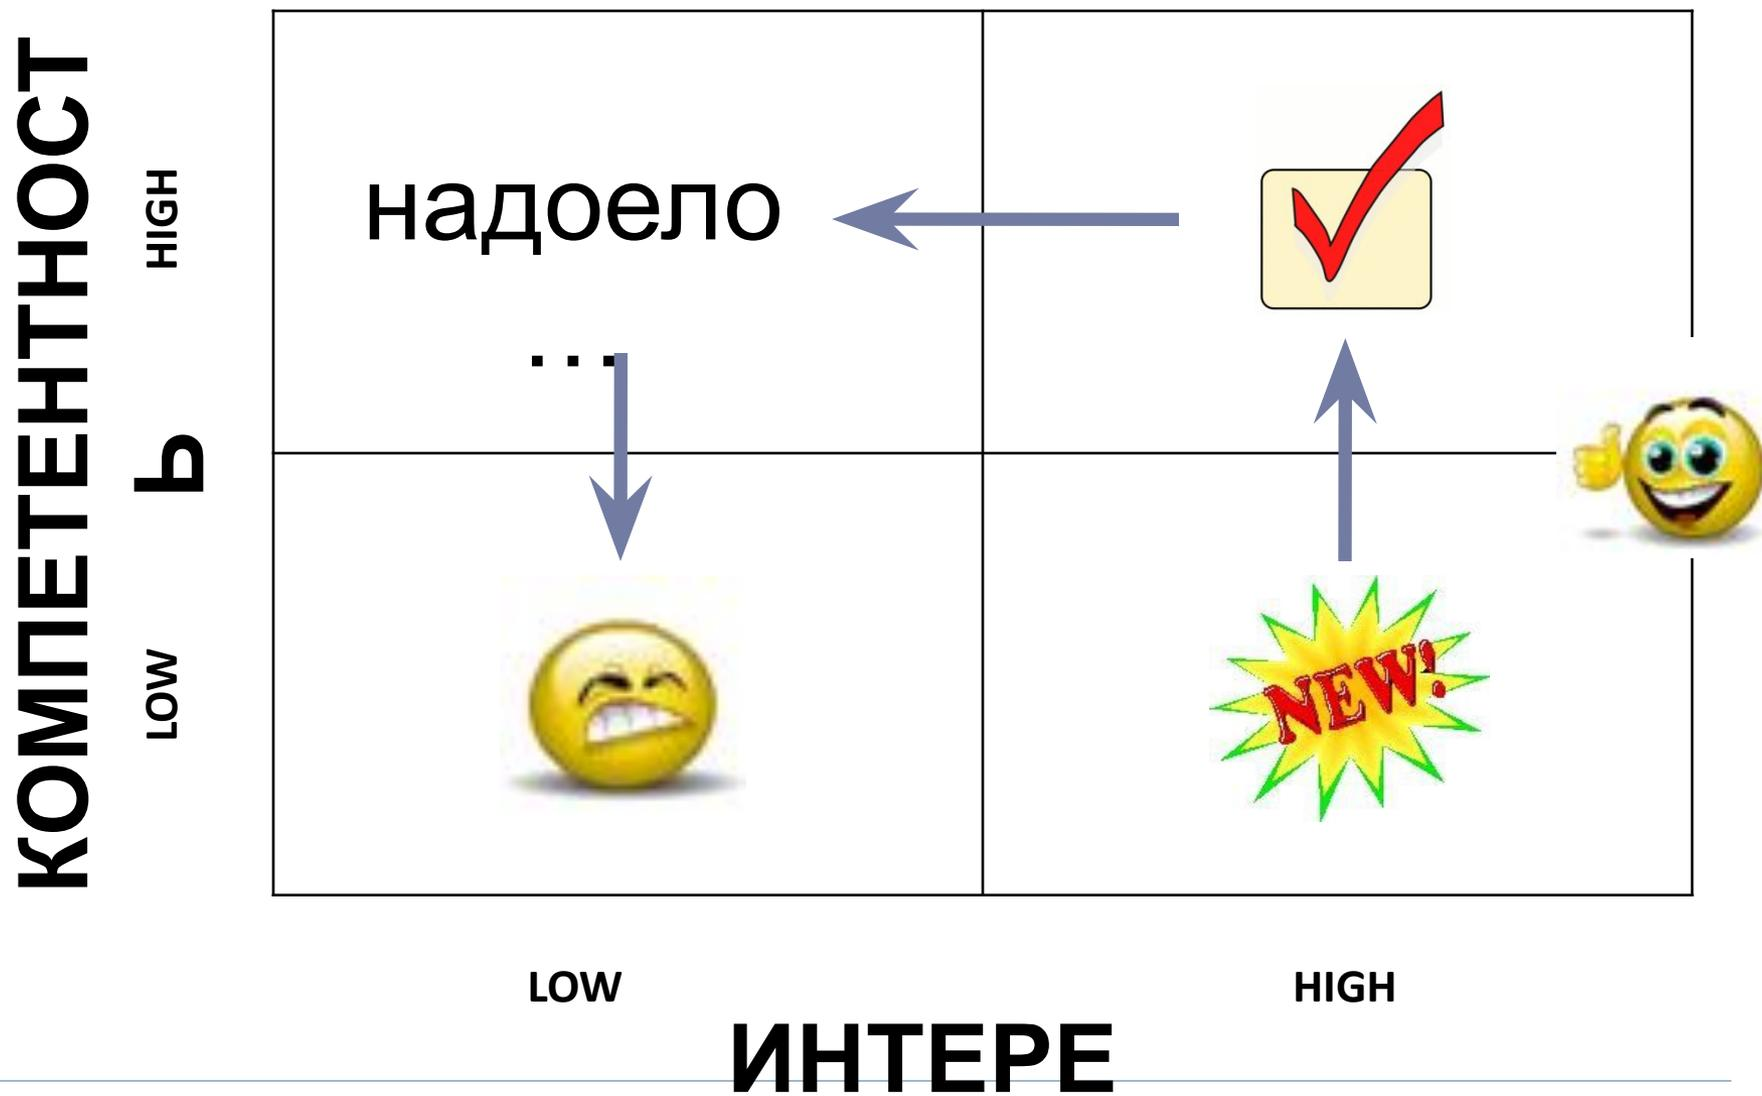 КОМПЕТЕНТНОСТ
Ь
HIGH
LOW
надоело
...
NEW!
LOW
HIGH
ИНТЕРЕ